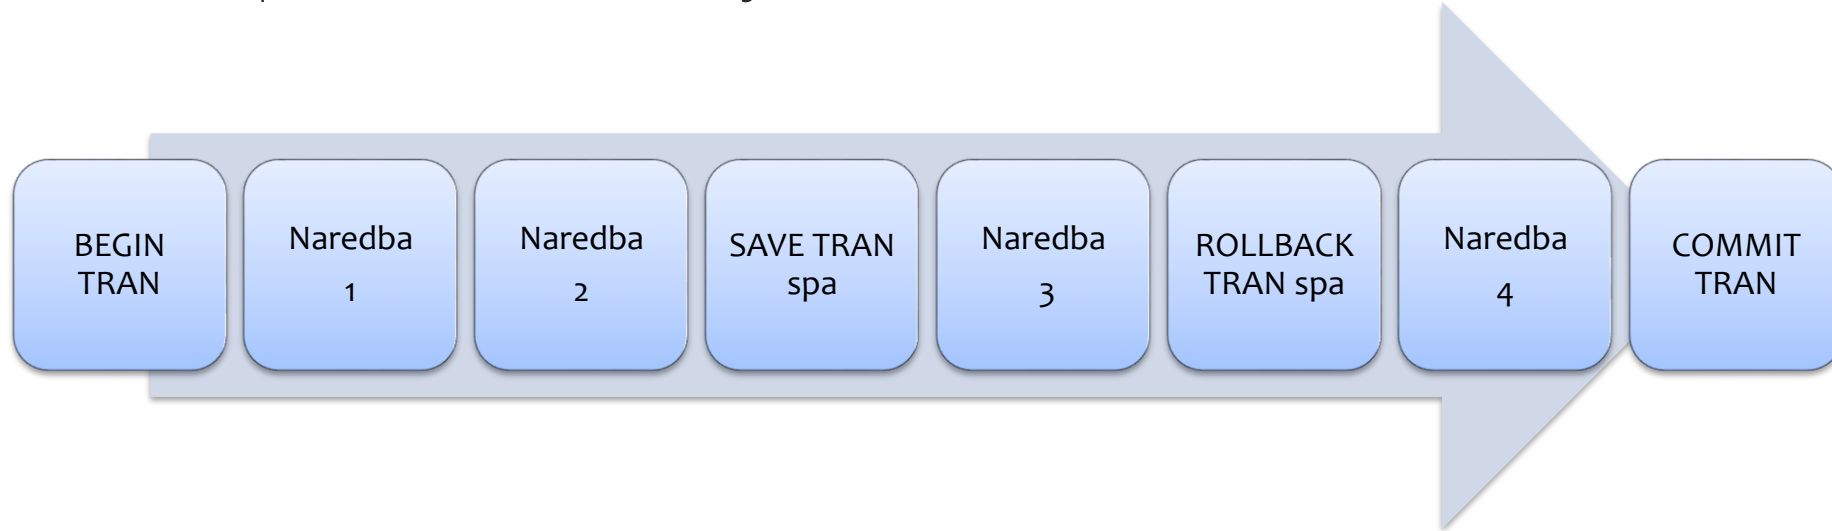 BEGIN
TRAN
Naredba
1
Naredba
2
SAVE TRAN
spa
Naredba
3
ROLLBACK
TRAN spa
Naredba
4
COMMIT
TRAN